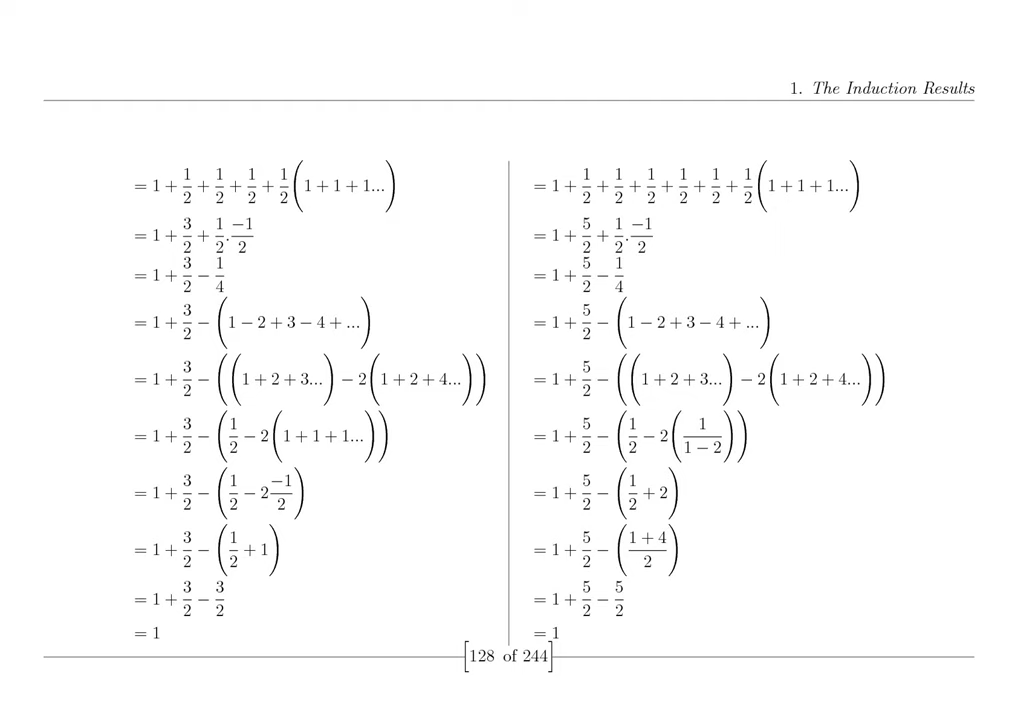 1. The Induction Results
= 1 + 1/2 + 1/2 + 1/2 + 1/2(1 + 1 + 1...)
= 1 + 3/2 + 1/2 . −1/2
= 1 + 3/2 − 1/4
= 1 + 3/2 − (1 − 2 + 3 − 4 + ...)
= 1 + 3/2 − ((1 + 2 + 3...) − 2(1 + 2 + 4...))
= 1 + 3/2 − (1/2 − 2(1 + 1 + 1...))
= 1 + 3/2 − (1/2 − 2 −1/2)
= 1 + 3/2 − (1/2 + 1)
= 1 + 3/2 − 3/2
= 1
= 1 + 1/2 + 1/2 + 1/2 + 1/2 + 1/2 + 1/2(1 + 1 + 1...)
= 1 + 5/2 + 1/2 . −1/2
= 1 + 5/2 − 1/4
= 1 + 5/2 − (1 − 2 + 3 − 4 + ...)
= 1 + 5/2 − ((1 + 2 + 3...) − 2(1 + 2 + 4...))
= 1 + 5/2 − (1/2 − 2(1/(1 − 2)))
= 1 + 5/2 − (1/2 + 2)
= 1 + 5/2 − ((1 + 4)/2)
= 1 + 5/2 − 5/2
= 1
[128 of 244]